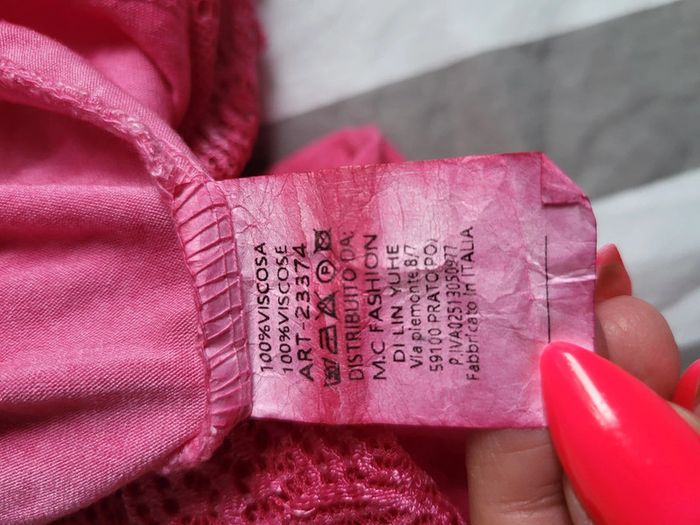 100%VISCOSA
100%VISCOSE
ART-23374
DISTRIBUITO DA:
M.C FASHION
DI LIN YUHE
Via piemonte 8/7
59100 PRATO(PO)
P.IVA02513050977
Fabbricato in ITALIA